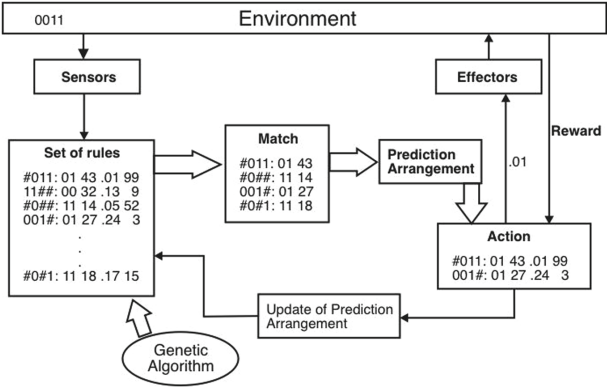 0011
Environment
Sensors
Effectors
Reward
.01
Set of rules
#011: 01 43 .01 99
11##: 00 32 .13 9
#0##: 11 14 .05 52
001#: 01 27 .24 3
.
.
.
#0#1: 11 18 .17 15
Match
#011: 01 43
#0##: 11 14
001#: 01 27
#0#1: 11 18
Prediction
Arrangement
Action
#011: 01 43 .01 99
001#: 01 27 .24 3
Update of Prediction
Arrangement
Genetic
Algorithm